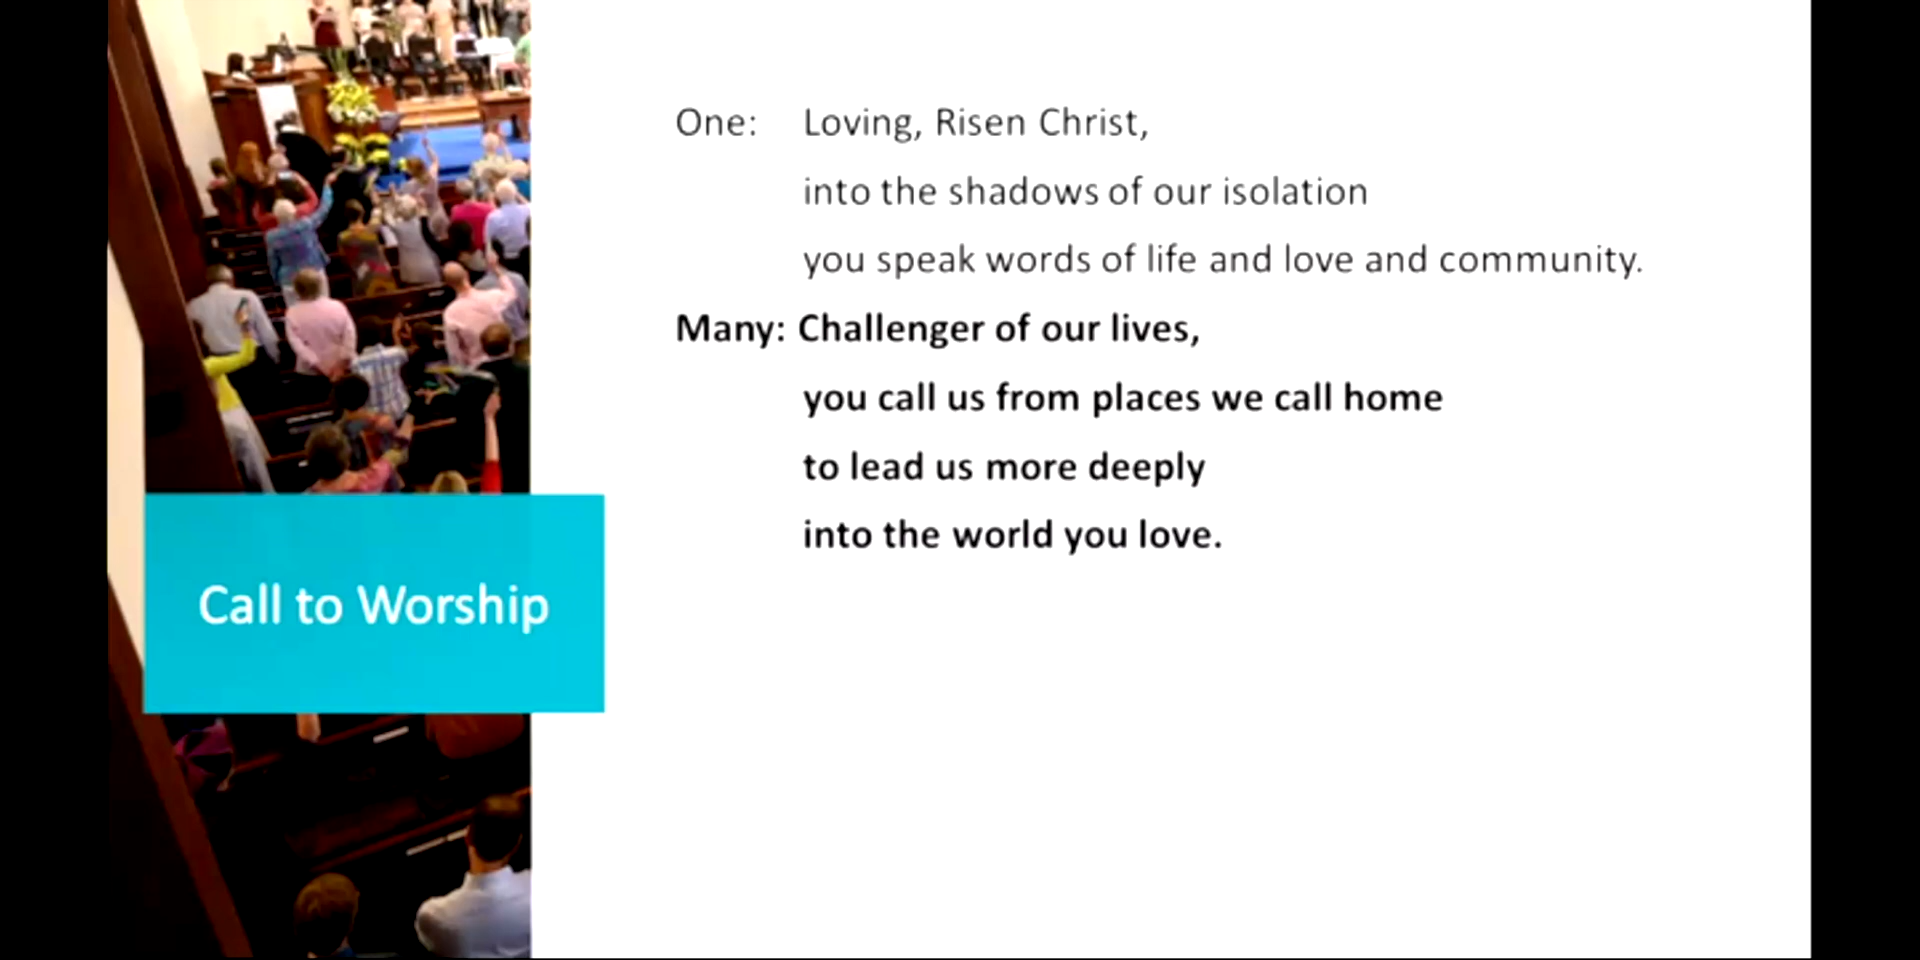 One: Loving, Risen Christ,
into the shadows of our isolation
you speak words of life and love and community.
Many: Challenger of our lives,
you call us from places we call home
to lead us more deeply
into the world you love.
Call to Worship